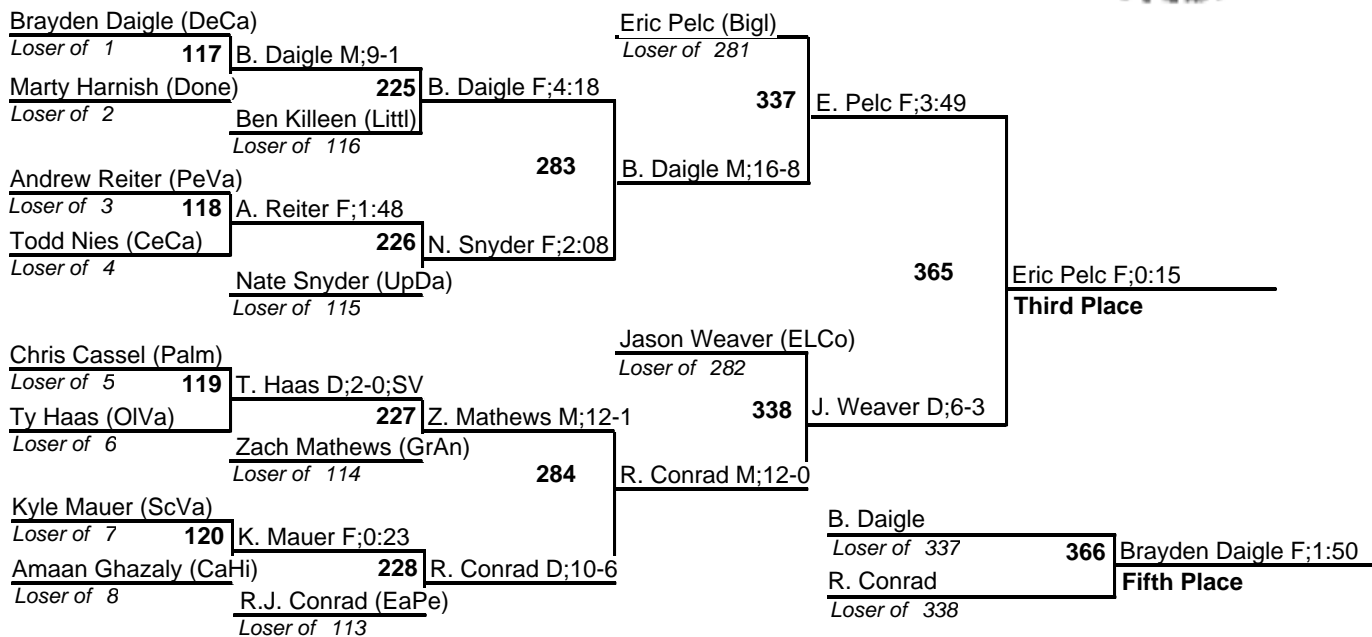 Brayden Daigle (DeCa)
Loser of 1
117
B. Daigle M;9-1
Marty Harnish (Done)
Loser of 2
225
B. Daigle F;4:18
Ben Killeen (Littl)
Loser of 116
283
B. Daigle M;16-8
Andrew Reiter (PeVa)
Loser of 3
118
A. Reiter F;1:48
Todd Nies (CeCa)
Loser of 4
226
N. Snyder F;2:08
Nate Snyder (UpDa)
Loser of 115
Eric Pelc (Bigl)
Loser of 281
337
E. Pelc F;3:49
365
Eric Pelc F;0:15
Third Place
Chris Cassel (Palm)
Loser of 5
119
T. Haas D;2-0;SV
Ty Haas (OlVa)
Loser of 6
227
Z. Mathews M;12-1
Zach Mathews (GrAn)
Loser of 114
284
R. Conrad M;12-0
Jason Weaver (ELCo)
Loser of 282
338
J. Weaver D;6-3
Kyle Mauer (ScVa)
Loser of 7
120
K. Mauer F;0:23
Amaan Ghazaly (CaHi)
Loser of 8
228
R. Conrad D;10-6
R.J. Conrad (EaPe)
Loser of 113
B. Daigle
Loser of 337
366
Brayden Daigle F;1:50
R. Conrad
Fifth Place
Loser of 338